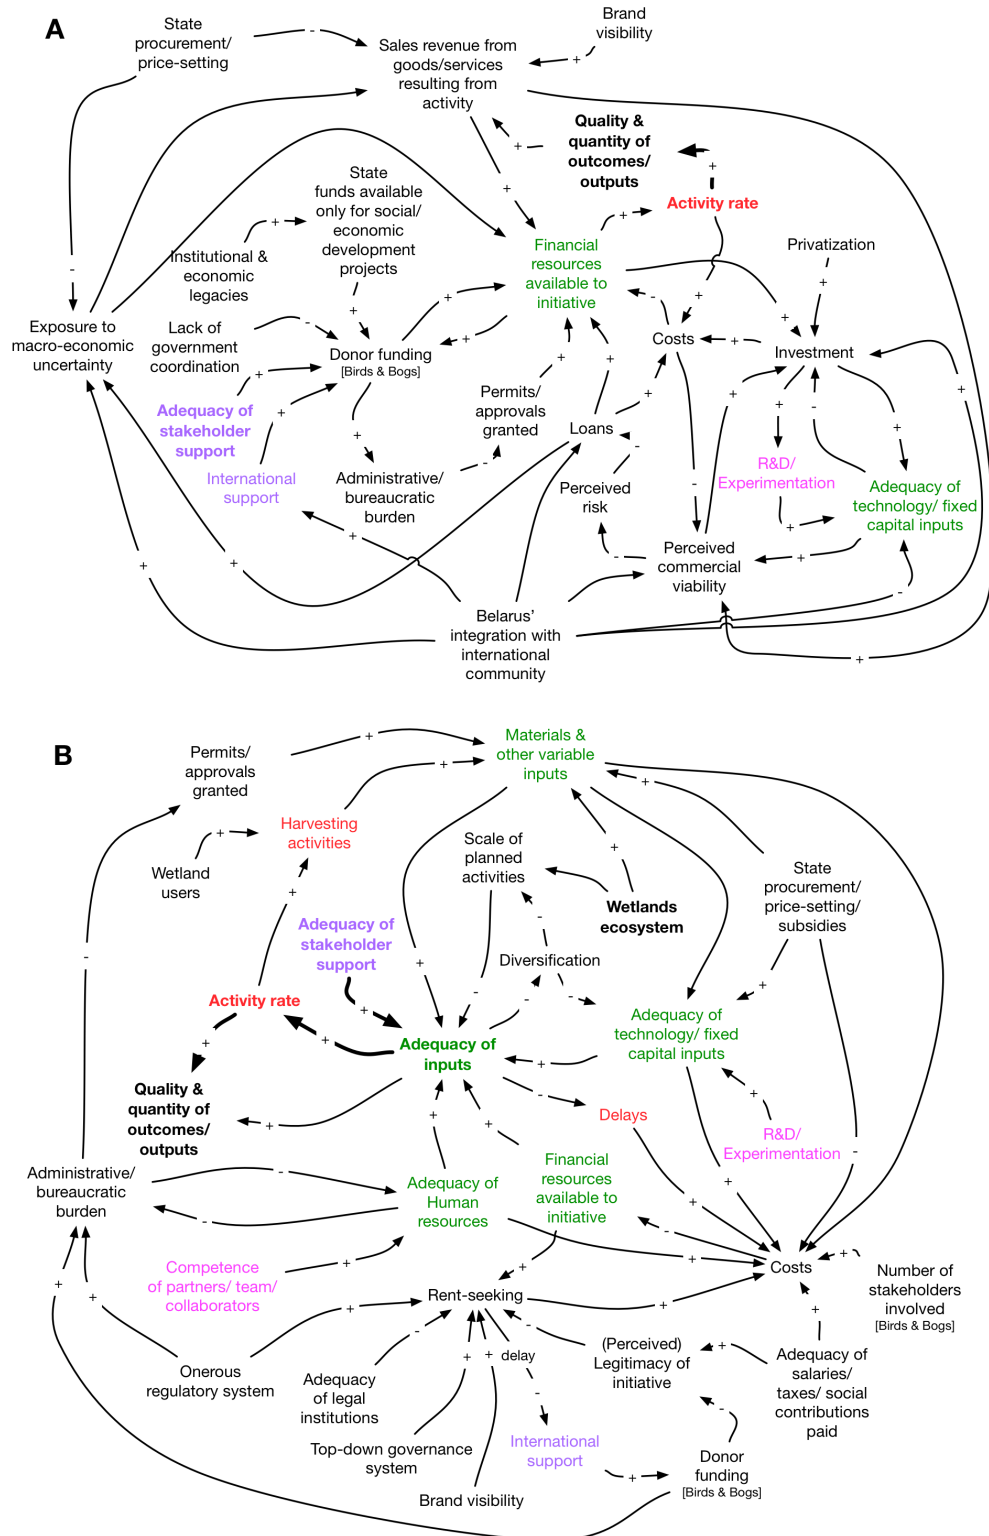 A
State
procurement/
price-setting
-
Sales revenue from
goods/services
resulting from
activity
Brand
visibility
+
Quality &
quantity of
outcomes/
outputs
+
+
Activity rate
State
funds available
only for social/
economic
development
projects
+
+
Financial
resources
available to
initiative
+
Privatization
+
Institutional &
economic
legacies
-
+
+
-
+
+
Exposure to
macro-economic
uncertainty
Lack of
government
coordination
-
Donor funding
[Birds & Bogs]
+
+
+
Costs
+
Investment
+
Adequacy of
stakeholder
support
+
+
+
Permits/
approvals
granted
Loans
+
+
+
-
+
International
support
Administrative/
bureaucratic
burden
-
-
Perceived
risk
-
R&D/
Experimentation
Adequacy of
technology/ fixed
capital inputs
+
+
+
+
-
Perceived
commercial
viability
+
-
Belarus’
integration with
international
community
+
B
Permits/
approvals
granted
+
Materials &
other variable
inputs
+
+
Wetland
users
+
Harvesting
activities
Scale of
planned
activities
+
State
procurement/
price-setting/
subsidies
+
Wetlands
ecosystem
Adequacy of
stakeholder
support
-
-
+
Diversification
-
-
-
+
Activity rate
+
+
+
Adequacy of
inputs
Adequacy of
technology/ fixed
capital inputs
+
Quality &
quantity of
outcomes/
outputs
+
-
+
+
+
Delays
R&D/
Experimentation
-
Administrative/
bureaucratic
burden
-
-
Adequacy of
Human
resources
Financial
resources
available to
initiative
+
+
-
+
Competence
of partners/ team/
collaborators
+
+
Costs
+
Number of
stakeholders
involved
[Birds & Bogs]
+
+
+
Rent-seeking
+
+
Onerous
regulatory system
Adequacy
of legal
institutions
-
+
+
delay
-
-
(Perceived)
Legitimacy of
initiative
+
Adequacy of
salaries/
taxes/ social
contributions
paid
Top-down governance
system
International
support
+
-
Donor
funding
[Birds & Bogs]
Brand visibility